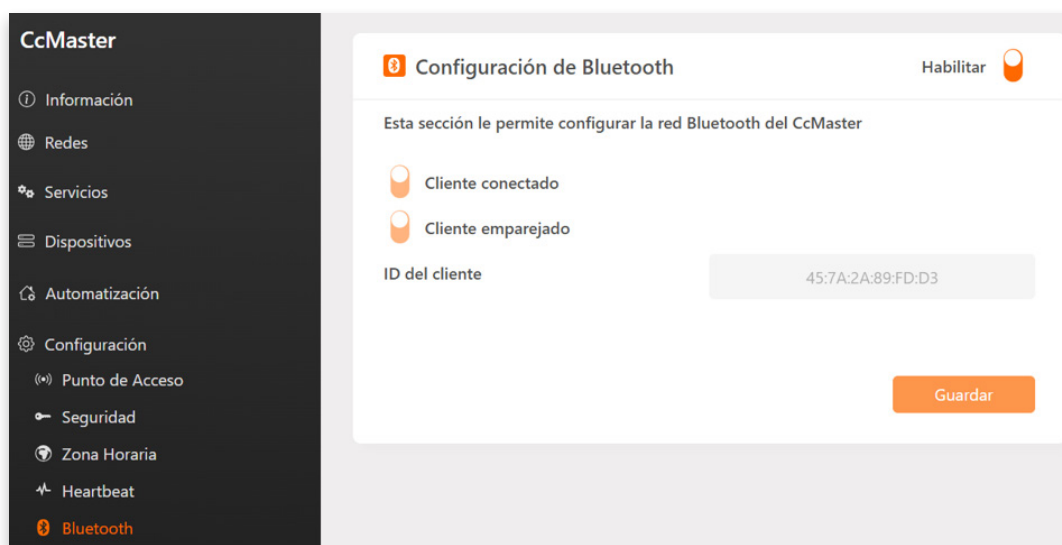 CcMaster
Información
Redes
Servicios
Dispositivos
Automatización
Configuración
Punto de Acceso
Seguridad
Zona Horaria
Heartbeat
Bluetooth
Configuración de Bluetooth
Habilitar
Esta sección le permite configurar la red Bluetooth del CcMaster
Cliente conectado
Cliente emparejado
ID del cliente
45:7A:2A:89:FD:D3
Guardar